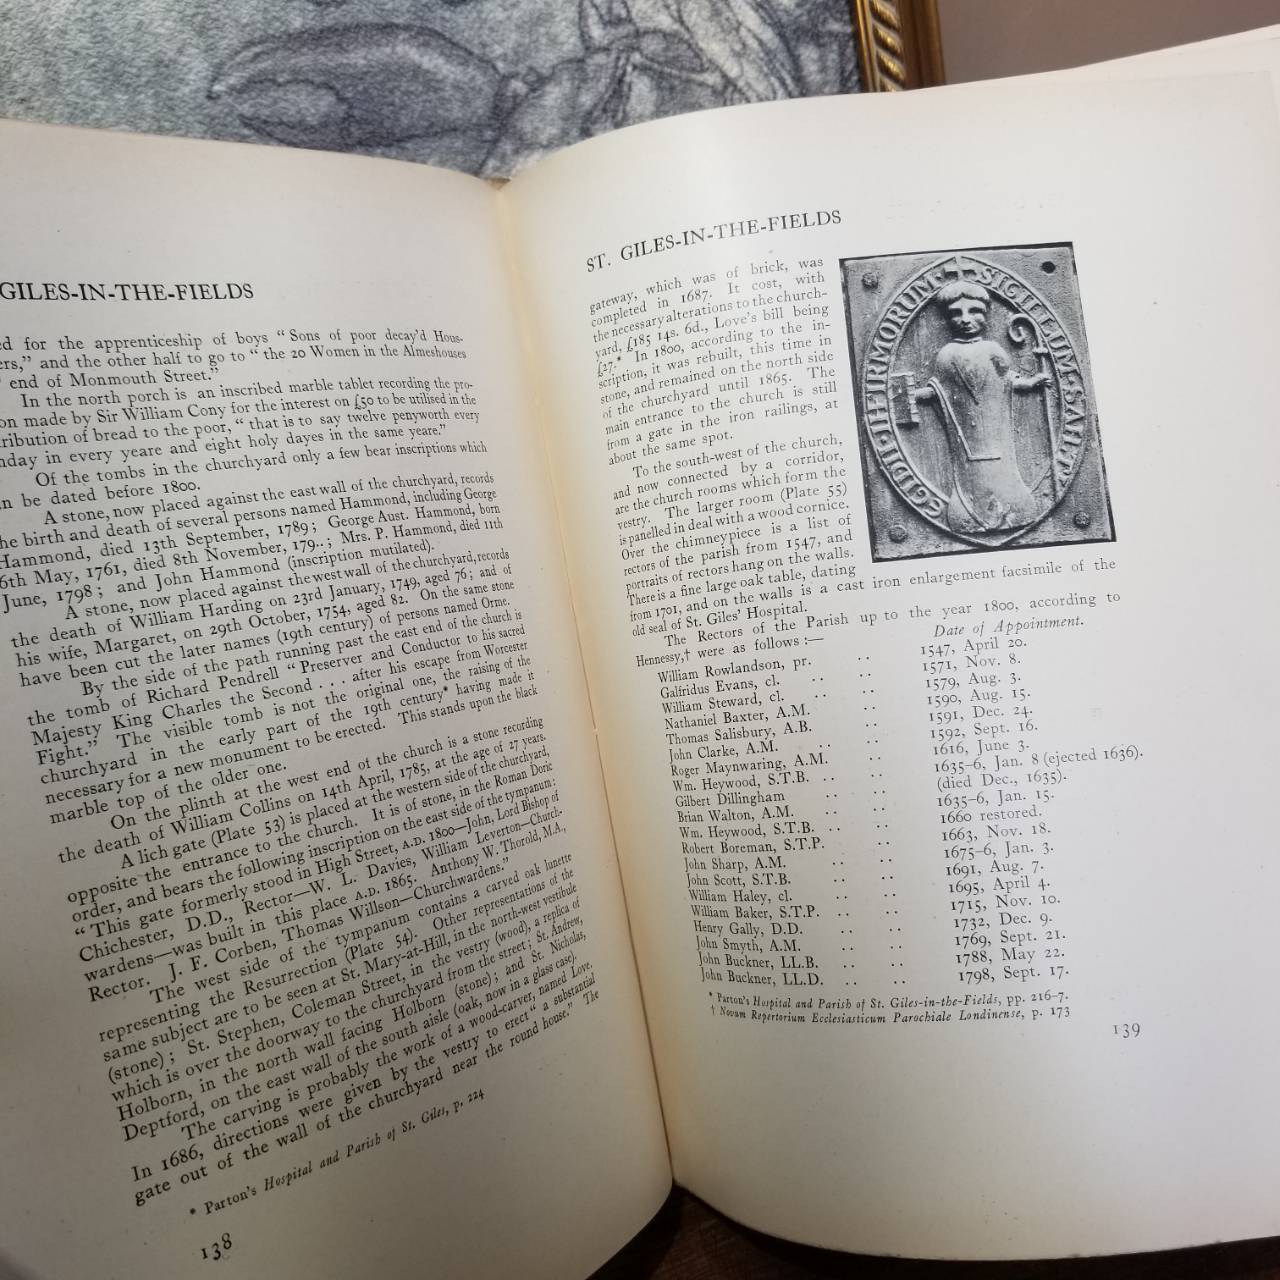 GILES-IN-THE-FIELDS
ed for the apprenticeship of boys “ Sons of poor decay'd Hous-
ers,” and the other half to go to “ the 20 Women in the Almeshouses
end of Monmouth Street.”
In the north porch is an inscribed marble tablet recording the pro-
on made by Sir William Cony for the interest on £50 to be utilised in the
ribution of bread to the poor, “ that is to say twelve penyworth every
nday in every yeare and eight holy dayes in the same yeare.”
Of the tombs in the churchyard only a few bear inscriptions which
n be dated before 1800.
A stone, now placed against the east wall of the churchyard, records
he birth and death of several persons named Hammond, including George
Hammond, died 13th September, 1789 ; George Aust. Hammond, born
6th May, 1761, died 8th November, 179.. ; Mrs. P. Hammond, died 11th
June, 1798 ; and John Hammond (inscription mutilated).
A stone, now placed against the west wall of the churchyard, records
the death of William Harding on 23rd January, 1749, aged 76 ; and of
his wife, Margaret, on 29th October, 1754, aged 82. On the same stone
have been cut the later names (19th century) of persons named Orme.
By the side of the path running past the east end of the church is
the tomb of Richard Pendrell “ Preserver and Conductor to his sacred
Majesty King Charles the Second . . . after his escape from Worcester
Fight.” The visible tomb is not the original one, the raising of the
churchyard in the early part of the 19th century* having made it
necessary for a new monument to be erected. This stands upon the black
marble top of the older one.
On the plinth at the west end of the church is a stone recording
the death of William Collins on 14th April, 1785, at the age of 27 years.
A lich gate (Plate 53) is placed at the western side of the churchyard,
opposite the entrance to the church. It is of stone, in the Roman Doric
order, and bears the following inscription on the east side of the tympanum :
“ This gate formerly stood in High Street, A.D. 1800—John, Lord Bishop of
Chichester, D.D., Rector—W. L. Davies, William Leverton—Church-
wardens—was built in this place A.D. 1865. Anthony W. Thorold, M.A.,
Rector. J. F. Corben, Thomas Willson—Churchwardens.”
The west side of the tympanum contains a carved oak lunette
representing the Resurrection (Plate 54). Other representations of the
same subject are to be seen at St. Mary-at-Hill, in the north-west vestibule
(stone) ; St. Stephen, Coleman Street, in the vestry (wood), a replica of
which is over the doorway to the churchyard from the street ; St. Andrew,
Holborn, in the north wall facing Holborn (stone) ; and St. Nicholas,
Deptford, on the east wall of the south aisle (oak, now in a glass case).
The carving is probably the work of a wood-carver, named Love.
In 1686, directions were given by the vestry to erect “ a substantial
gate out of the wall of the churchyard near the round house.” The
* Parton's Hospital and Parish of St. Giles, p. 224
138
ST. GILES-IN-THE-FIELDS
gateway, which was of brick, was
completed in 1687. It cost, with
the necessary alterations to the church-
yard, £185 14s. 6d., Love's bill being
£27.* In 1800, according to the in-
scription, it was rebuilt, this time in
stone, and remained on the north side
of the churchyard until 1865. The
main entrance to the church is still
from a gate in the iron railings, at
about the same spot.
To the south-west of the church,
and now connected by a corridor,
are the church rooms which form the
vestry. The larger room (Plate 55)
is panelled in deal with a wood cornice.
Over the chimneypiece is a list of
rectors of the parish from 1547, and
portraits of rectors hang on the walls.
There is a fine large oak table, dating
from 1701, and on the walls is a cast iron enlargement facsimile of the
old seal of St. Giles' Hospital.
The Rectors of the Parish up to the year 1800, according to
Hennessy,† were as follows :—
Date of Appointment.
William Rowlandson, pr. .. 1547, April 20.
Galfridus Evans, cl. .. .. 1571, Nov. 8.
William Steward, cl. .. .. 1579, Aug. 3.
Nathaniel Baxter, A.M. .. 1590, Aug. 15.
Thomas Salisbury, A.B. .. 1591, Dec. 24.
John Clarke, A.M. .. .. 1592, Sept. 16.
Roger Maynwaring, A.M. .. 1616, June 3.
Wm. Heywood, S.T.B. .. .. 1635-6, Jan. 8 (ejected 1636).
Gilbert Dillingham .. .. (died Dec., 1635).
Brian Walton, A.M. .. .. 1635-6, Jan. 15.
Wm. Heywood, S.T.B. .. .. 1660 restored.
Robert Boreman, S.T.P. .. 1663, Nov. 18.
John Sharp, A.M. .. .. 1675-6, Jan. 3.
John Scott, S.T.B. .. .. 1691, Aug. 7.
William Haley, cl. .. .. 1695, April 4.
William Baker, S.T.P. .. .. 1715, Nov. 10.
Henry Gally, D.D. .. .. 1732, Dec. 9.
John Smyth, A.M. .. .. 1769, Sept. 21.
John Buckner, LL.B. .. .. 1788, May 22.
John Buckner, LL.D. .. .. 1798, Sept. 17.
* Parton's Hospital and Parish of St. Giles-in-the-Fields, pp. 216-7.
† Novum Repertorium Ecclesiasticum Parochiale Londinense, p. 173
139